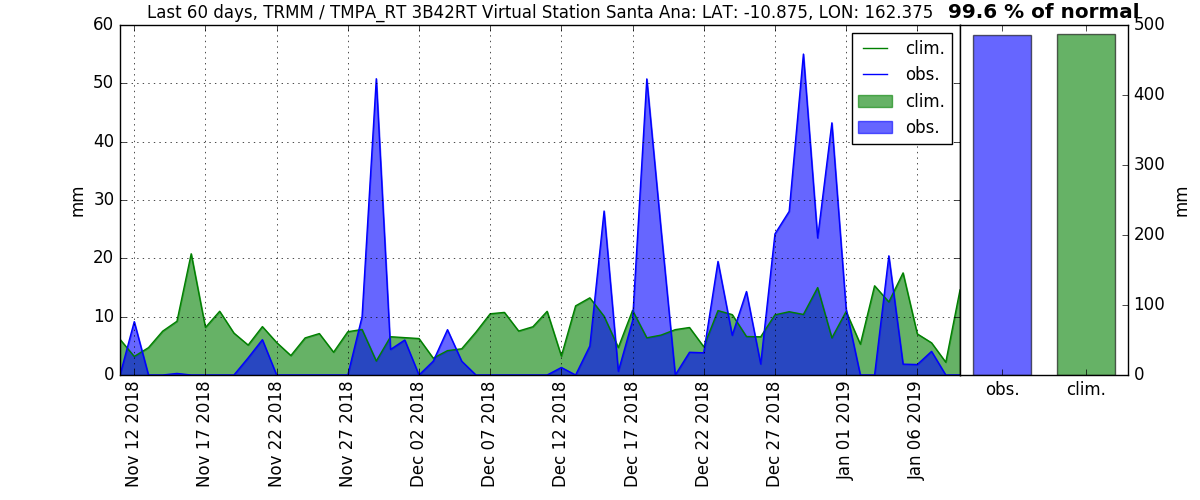 Last 60 days, TRMM / TMPA_RT 3B42RT Virtual Station Santa Ana: LAT: -10.875, LON: 162.375
99.6 % of normal
60
50
40
30
20
10
0
mm
clim.
obs.
clim.
obs.
500
400
300
200
100
0
mm
obs.
clim.
Nov 12 2018
Nov 17 2018
Nov 22 2018
Nov 27 2018
Dec 02 2018
Dec 07 2018
Dec 12 2018
Dec 17 2018
Dec 22 2018
Dec 27 2018
Jan 01 2019
Jan 06 2019